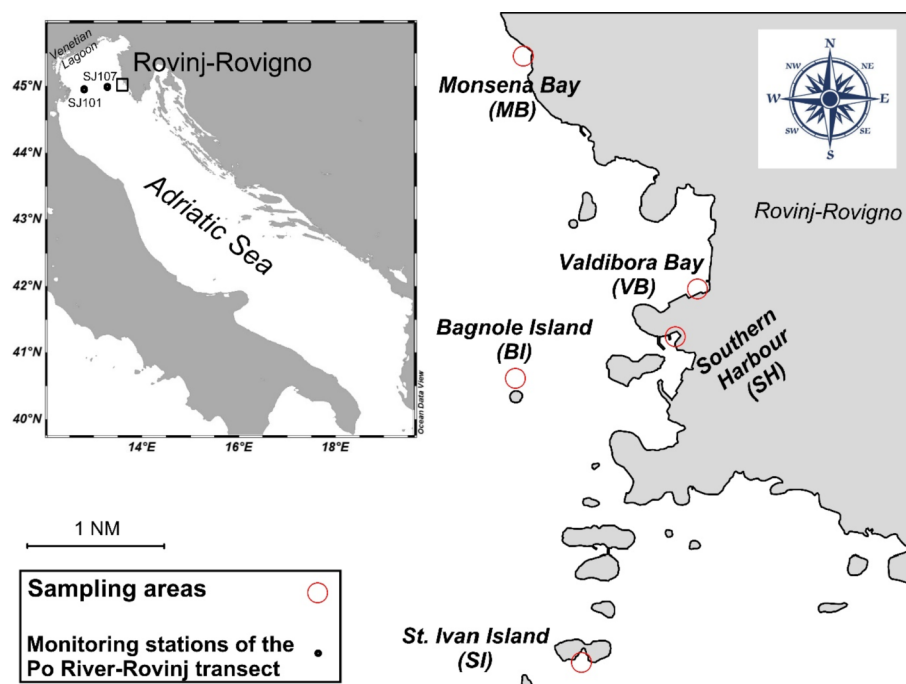 Venetian
Lagoon
Rovinj-Rovigno
SJ107
SJ101
45°N
44°N
43°N
42°N
41°N
40°N
Adriatic Sea
14°E
16°E
18°E
Ocean Data View
1 NM
Sampling areas
Monitoring stations of the
Po River-Rovinj transect
Monsena Bay
(MB)
N
NE
E
SE
S
SW
W
NW
Rovinj-Rovigno
Valdibora Bay
(VB)
Bagnole Island
(BI)
Southern
Harbour
(SH)
St. Ivan Island
(SI)